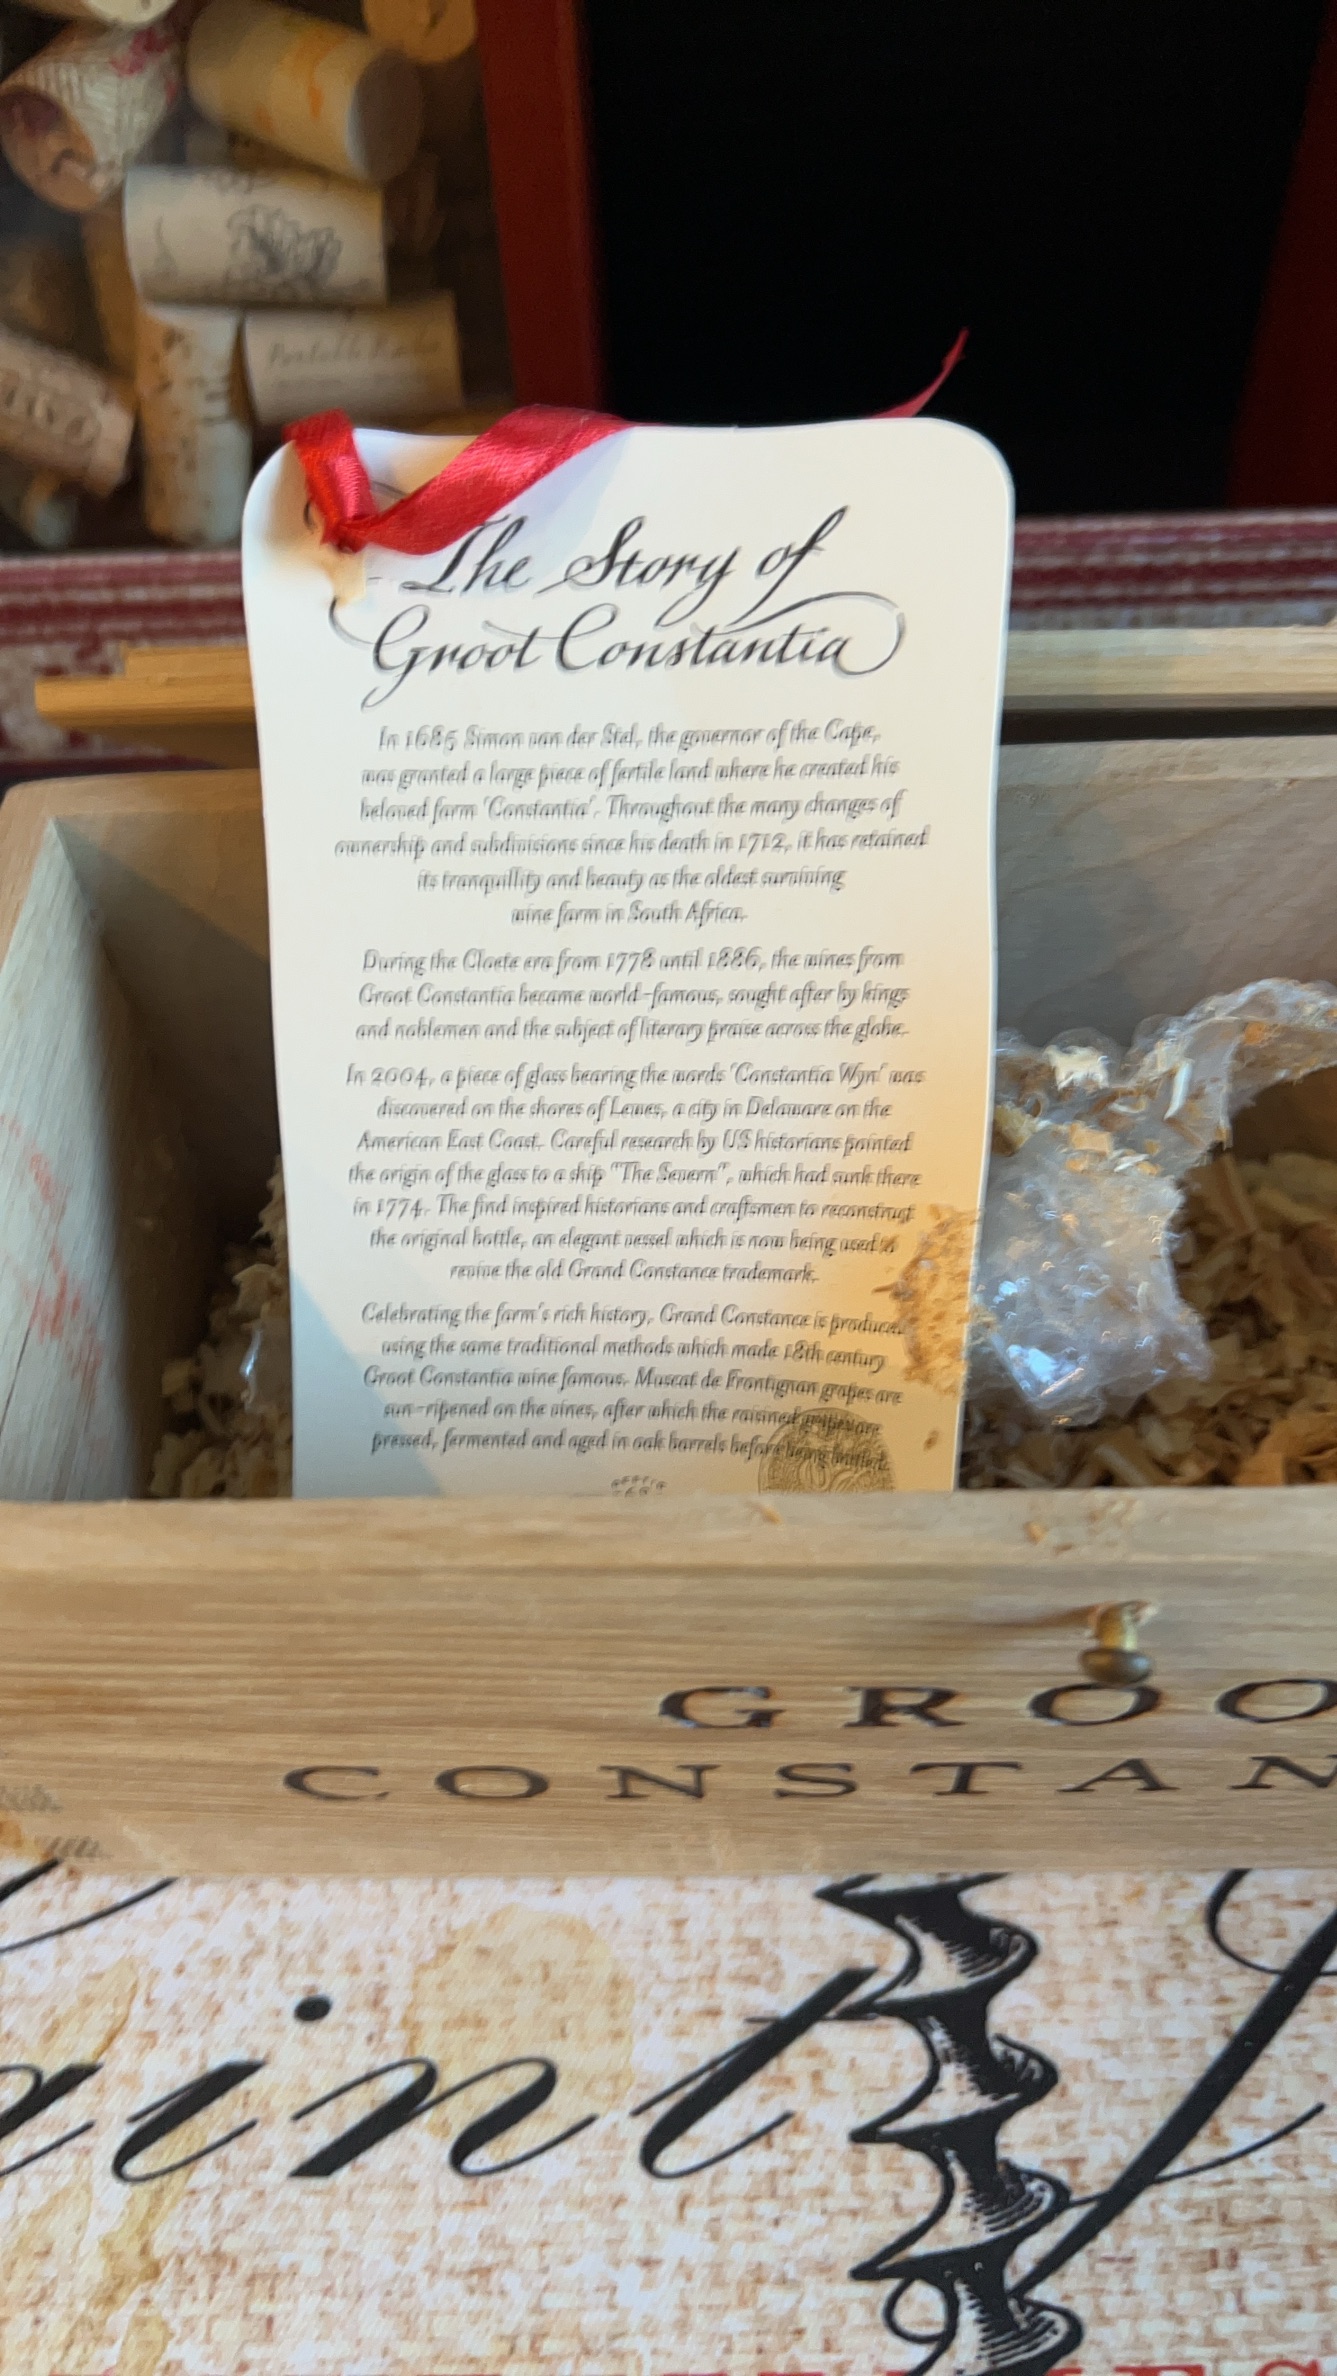 The Story of
Groot Constantia
In 1685 Simon van der Stel, the governor of the Cape,
was granted a large piece of fertile land where he created his
beloved farm 'Constantia'. Throughout the many changes of
ownership and subdivisions since his death in 1712, it has retained
its tranquillity and beauty as the oldest surviving
wine farm in South Africa.
During the Cloete era from 1778 until 1886, the wines from
Groot Constantia became world-famous, sought after by kings
and noblemen and the subject of literary praise across the globe.
In 2004, a piece of glass bearing the words 'Constantia Wyn' was
discovered on the shores of Lewes, a city in Delaware on the
American East Coast. Careful research by US historians pointed
the origin of the glass to a ship "The Severn", which had sunk there
in 1774. The find inspired historians and craftsmen to reconstruct
the original bottle, an elegant vessel which is now being used to
revive the old Grand Constance trademark.
Celebrating the farm's rich history, Grand Constance is produced
using the same traditional methods which made 18th century
Groot Constantia wine famous. Muscat de Frontignan grapes are
sun-ripened on the vines, after which the raisined grapes are
pressed, fermented and aged in oak barrels before being bottled.
GROO
CONSTAN
int